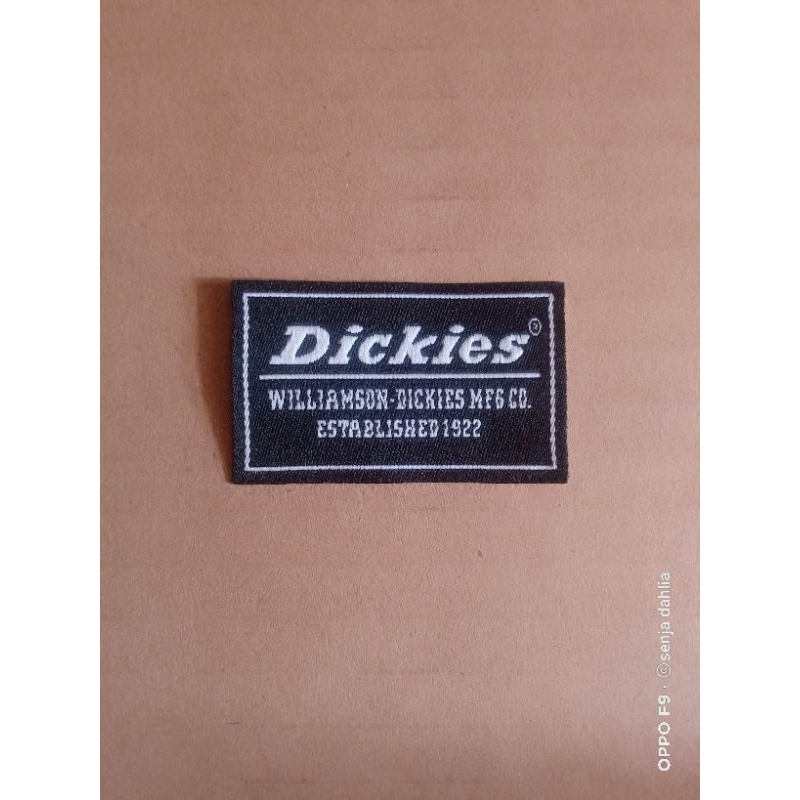 Dickies®
WILLIAMSON-DICKIES MFG CO.
ESTABLISHED 1922
OPPO F9 · ©senja dahlia